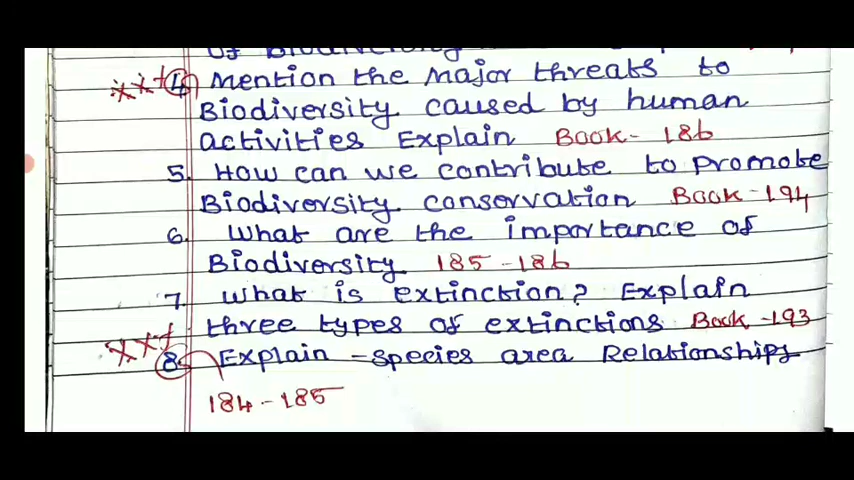 of Biodiversity
4. Mention the major threats to
Biodiversity caused by human
activities Explain Book - 186
5. How can we contribute to promote
Biodiversity conservation Book - 194
6. What are the importance of
Biodiversity 185 - 186
7. What is extinction? Explain
three types of extinctions Book - 193
8 Explain - species area Relationships
184 - 185